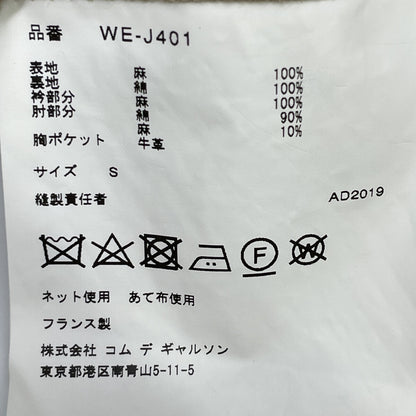 品番 WE-J401
表地 麻 100%
裏地 綿 100%
衿部分 麻 100%
肘部分 綿 90%
麻 10%
胸ポケット 牛革
サイズ S
縫製責任者 AD2019
F W
ネット使用 あて布使用
フランス製
株式会社 コム デ ギャルソン
東京都港区南青山5-11-5